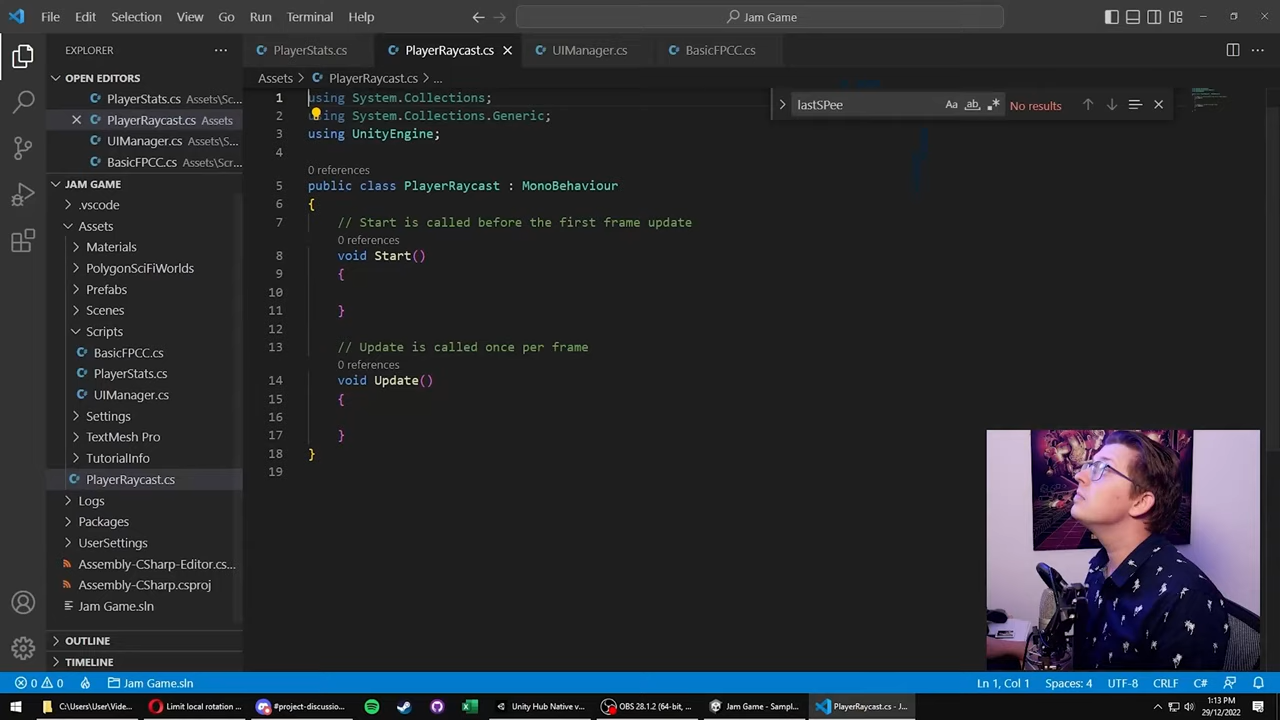 File Edit Selection View Go Run Terminal Help
Jam Game
EXPLORER
PlayerStats.cs PlayerRaycast.cs UIManager.cs BasicFPCC.cs
OPEN EDITORS
PlayerStats.cs Assets\Sc...
PlayerRaycast.cs Assets
UIManager.cs Assets\S...
BasicFPCC.cs Assets\Scr...
JAM GAME
.vscode
Assets
Materials
PolygonSciFiWorlds
Prefabs
Scenes
Scripts
BasicFPCC.cs
PlayerStats.cs
UIManager.cs
Settings
TextMesh Pro
TutorialInfo
PlayerRaycast.cs
Logs
Packages
UserSettings
Assembly-CSharp-Editor.cs...
Assembly-CSharp.csproj
Jam Game.sln
OUTLINE
TIMELINE
Assets > PlayerRaycast.cs > ...
lastSPee Aa ab .* No results
1 using System.Collections;
2 using System.Collections.Generic;
3 using UnityEngine;
4
0 references
5 public class PlayerRaycast : MonoBehaviour
6 {
7 // Start is called before the first frame update
0 references
8 void Start()
9 {
10
11 }
12
13 // Update is called once per frame
0 references
14 void Update()
15 {
16
17 }
18 }
19
0 0 Jam Game.sln Ln 1, Col 1 Spaces: 4 UTF-8 CRLF C#
C:\Users\User\Vide... Limit local rotation ... #project-discussio... Unity Hub Native v... OBS 28.1.2 (64-bit, ... Jam Game - Sampl... PlayerRaycast.cs - J... 1:13 PM
29/12/2022